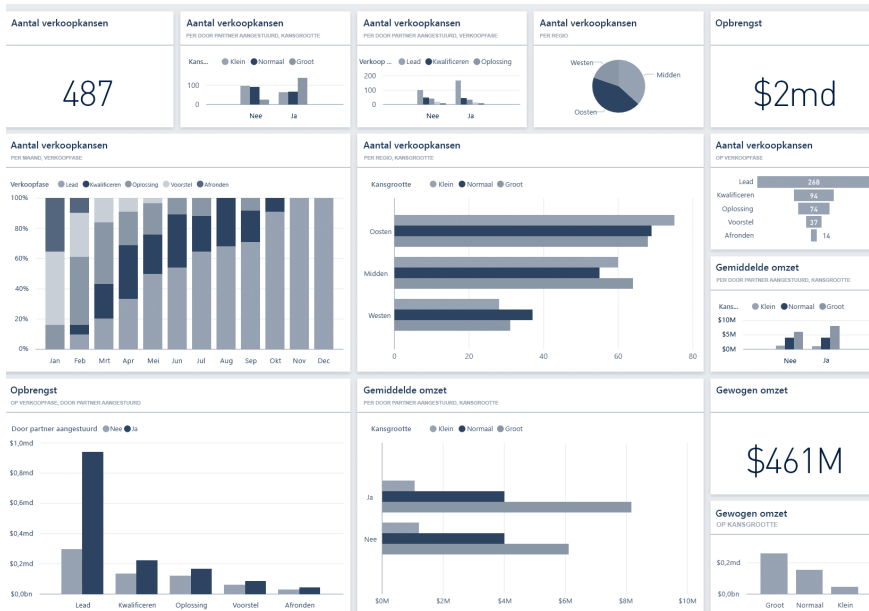 Aantal verkoopkansen
487
Aantal verkoopkansen
PER DOOR PARTNER AANGESTUURD, KANSGROOTTE
Kans... Klein Normaal Groot
100
0
Nee Ja
Aantal verkoopkansen
PER DOOR PARTNER AANGESTUURD, VERKOOPFASE
Verkoop ... Lead Kwalificeren Oplossing
200
100
0
Nee Ja
Aantal verkoopkansen
PER REGIO
Westen
Midden
Oosten
Opbrengst
$2md
Aantal verkoopkansen
PER MAAND, VERKOOPFASE
Verkoopfase Lead Kwalificeren Oplossing Voorstel Afronden
100%
80%
60%
40%
20%
0%
Jan Feb Mrt Apr Mei Jun Jul Aug Sep Okt Nov Dec
Aantal verkoopkansen
PER REGIO, KANSGROOTTE
Kansgrootte Klein Normaal Groot
Oosten
Midden
Westen
0 20 40 60 80
Aantal verkoopkansen
OP VERKOOPFASE
Lead 268
Kwalificeren 94
Oplossing 74
Voorstel 37
Afronden 14
Gemiddelde omzet
PER DOOR PARTNER AANGESTUURD, KANSGROOTTE
Kans... Klein Normaal Groot
$10M
$5M
$0M
Nee Ja
Opbrengst
OP VERKOOPFASE, DOOR PARTNER AANGESTUURD
Door partner aangestuurd Nee Ja
$1,0md
$0,8md
$0,6md
$0,4md
$0,2md
$0,0bn
Lead Kwalificeren Oplossing Voorstel Afronden
Gemiddelde omzet
PER DOOR PARTNER AANGESTUURD, KANSGROOTTE
Kansgrootte Klein Normaal Groot
Ja
Nee
$0M $2M $4M $6M $8M $10M
Gewogen omzet
$461M
Gewogen omzet
OP KANSGROOTTE
$0,2md
$0,0bn
Groot Normaal Klein